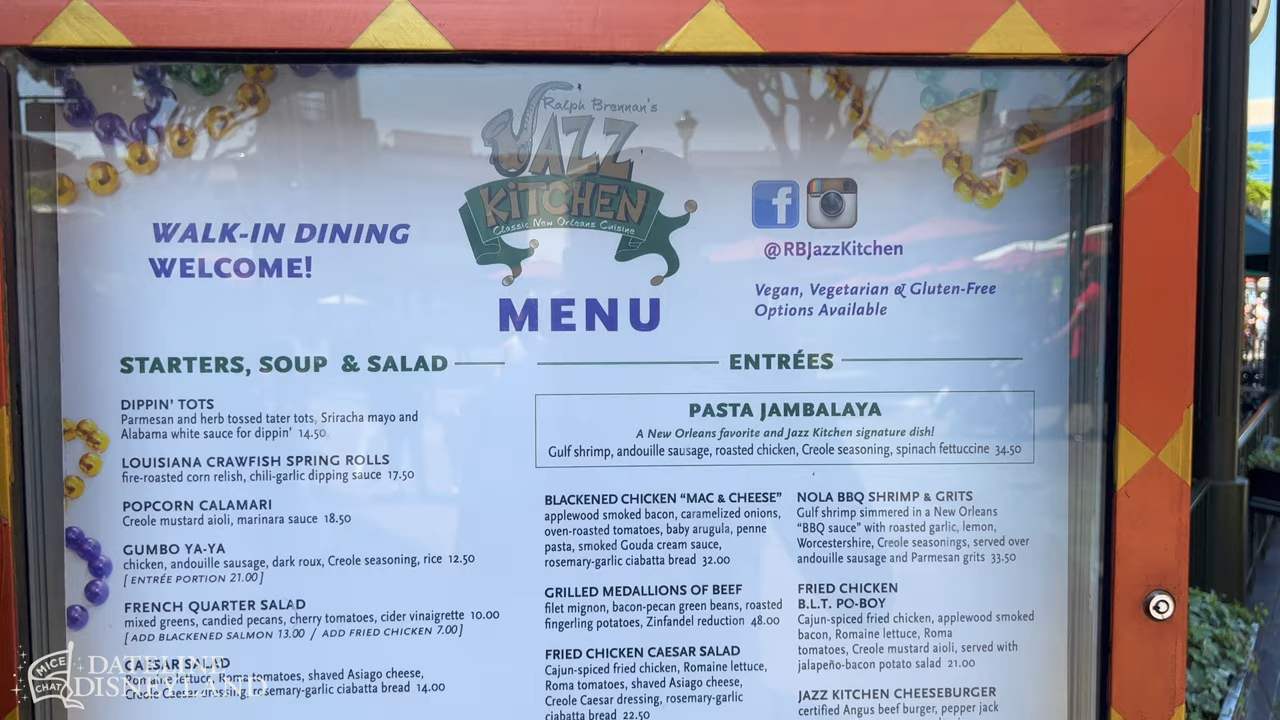 Ralph Brennan's
JAZZ
KiTCHEN
Classic New Orleans Cuisine
WALK-IN DINING
WELCOME!
@RBJazzKitchen
Vegan, Vegetarian & Gluten-Free
Options Available
MENU
STARTERS, SOUP & SALAD
DIPPIN' TOTS
Parmesan and herb tossed tater tots, Sriracha mayo and
Alabama white sauce for dippin' 14.50
LOUISIANA CRAWFISH SPRING ROLLS
fire-roasted corn relish, chili-garlic dipping sauce 17.50
POPCORN CALAMARI
Creole mustard aioli, marinara sauce 18.50
GUMBO YA-YA
chicken, andouille sausage, dark roux, Creole seasoning, rice 12.50
[ ENTRÉE PORTION 21.00 ]
FRENCH QUARTER SALAD
mixed greens, candied pecans, cherry tomatoes, cider vinaigrette 10.00
[ ADD BLACKENED SALMON 13.00 / ADD FRIED CHICKEN 7.00 ]
CAESAR SALAD
Romaine lettuce, Roma tomatoes, shaved Asiago cheese,
Creole Caesar dressing, rosemary-garlic ciabatta bread 14.00
ENTRÉES
PASTA JAMBALAYA
A New Orleans favorite and Jazz Kitchen signature dish!
Gulf shrimp, andouille sausage, roasted chicken, Creole seasoning, spinach fettuccine 34.50
BLACKENED CHICKEN "MAC & CHEESE"
applewood smoked bacon, caramelized onions,
oven-roasted tomatoes, baby arugula, penne
pasta, smoked Gouda cream sauce,
rosemary-garlic ciabatta bread 32.00
GRILLED MEDALLIONS OF BEEF
filet mignon, bacon-pecan green beans, roasted
fingerling potatoes, Zinfandel reduction 48.00
FRIED CHICKEN CAESAR SALAD
Cajun-spiced fried chicken, Romaine lettuce,
Roma tomatoes, shaved Asiago cheese,
Creole Caesar dressing, rosemary-garlic
ciabatta bread 22.50
NOLA BBQ SHRIMP & GRITS
Gulf shrimp simmered in a New Orleans
"BBQ sauce" with roasted garlic, lemon,
Worcestershire, Creole seasonings, served over
andouille sausage and Parmesan grits 33.50
FRIED CHICKEN
B.L.T. PO-BOY
Cajun-spiced fried chicken, applewood smoked
bacon, Romaine lettuce, Roma
tomatoes, Creole mustard aioli, served with
jalapeño-bacon potato salad 21.00
JAZZ KITCHEN CHEESEBURGER
certified Angus beef burger, pepper jack
MICE
CHAT
DATELINE
DISNEYLAND